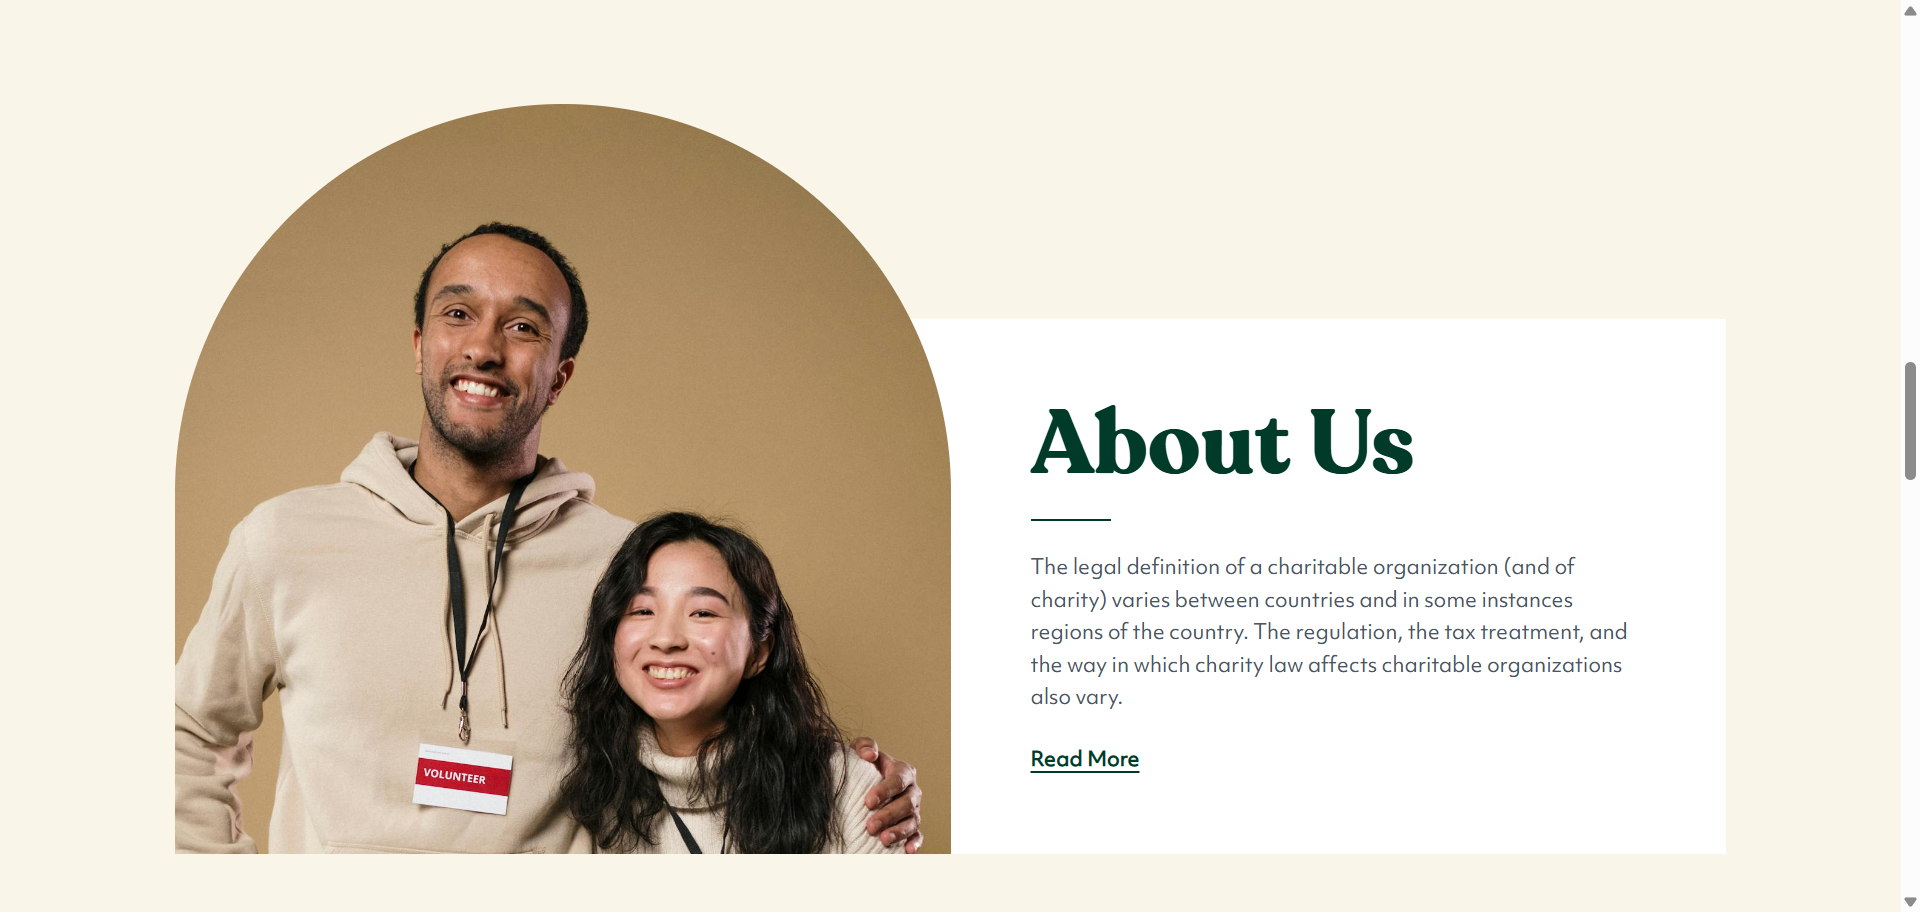 About Us
The legal definition of a charitable organization (and of
charity) varies between countries and in some instances
regions of the country. The regulation, the tax treatment, and
the way in which charity law affects charitable organizations
also vary.
Read More
VOLUNTEER